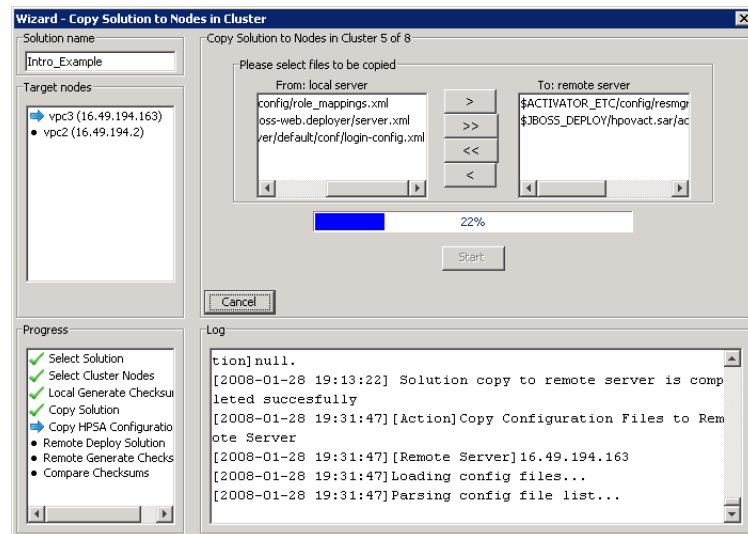 Wizard - Copy Solution to Nodes in Cluster
Solution name
Intro_Example
Target nodes
vpc3 (16.49.194.163)
vpc2 (16.49.194.2)
Copy Solution to Nodes in Cluster 5 of 8
Please select files to be copied
From: local server
config/role_mappings.xml
oss-web.deployer/server.xml
ver/default/conf/login-config.xml
>
>>
<<
<
To: remote server
$ACTIVATOR_ETC/config/resmgr
$JBOSS_DEPLOY/hpovact.sar/ac
22%
Start
Cancel
Progress
Select Solution
Select Cluster Nodes
Local Generate Checksu
Copy Solution
Copy HPSA Configuratio
Remote Deploy Solution
Remote Generate Checks
Compare Checksums
Log
tion]null.
[2008-01-28 19:13:22] Solution copy to remote server is comp
leted succesfully
[2008-01-28 19:31:47][Action]Copy Configuration Files to Rem
ote Server
[2008-01-28 19:31:47][Remote Server]16.49.194.163
[2008-01-28 19:31:47]Loading config files...
[2008-01-28 19:31:47]Parsing config file list...